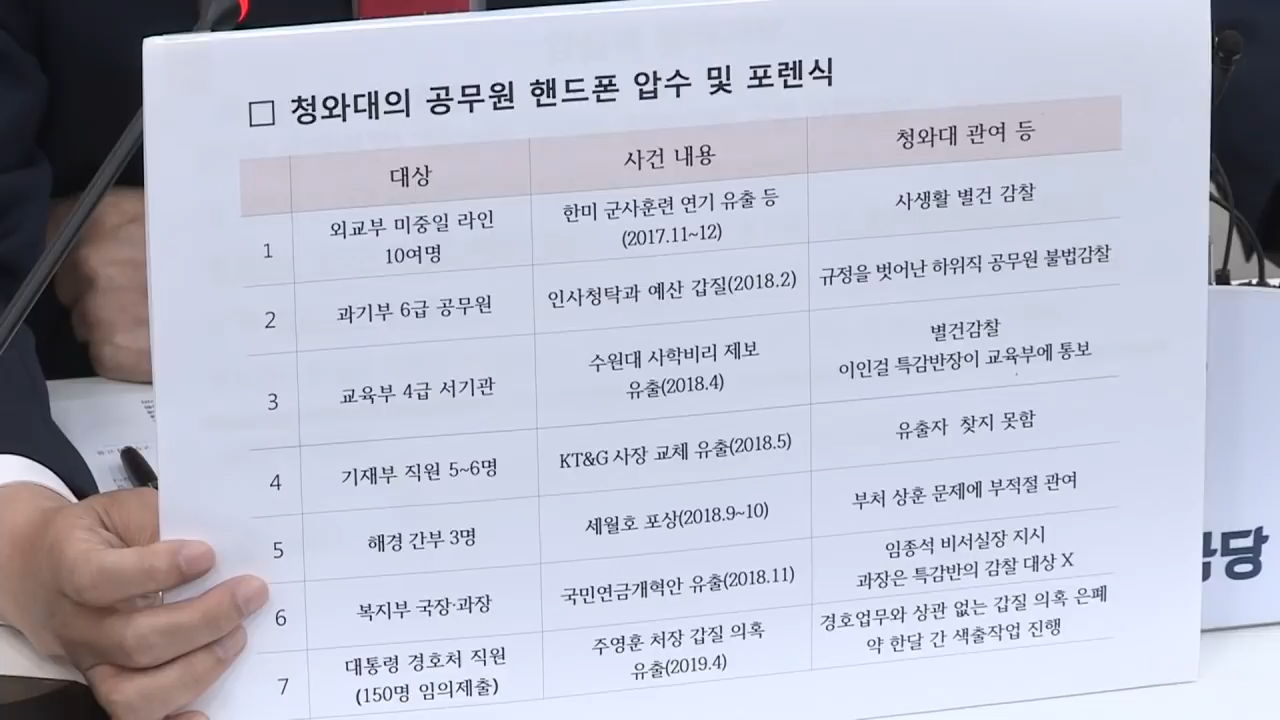 □ 청와대의 공무원 핸드폰 압수 및 포렌식
대상 사건 내용 청와대 관여 등
1 외교부 미중일 라인 10여명 한미 군사훈련 연기 유출 등 (2017.11~12) 사생활 별건 감찰
2 과기부 6급 공무원 인사청탁과 예산 갑질(2018.2) 규정을 벗어난 하위직 공무원 불법감찰
3 교육부 4급 서기관 수원대 사학비리 제보 유출(2018.4) 별건감찰 이인걸 특감반장이 교육부에 통보
4 기재부 직원 5~6명 KT&G 사장 교체 유출(2018.5) 유출자 찾지 못함
5 해경 간부 3명 세월호 포상(2018.9~10) 부처 상훈 문제에 부적절 관여
6 복지부 국장·과장 국민연금개혁안 유출(2018.11) 임종석 비서실장 지시 과장은 특감반의 감찰 대상 X
7 대통령 경호처 직원 (150명 임의제출) 주영훈 처장 갑질 의혹 유출(2019.4) 경호업무와 상관 없는 갑질 의혹 은폐 약 한달 간 색출작업 진행
당